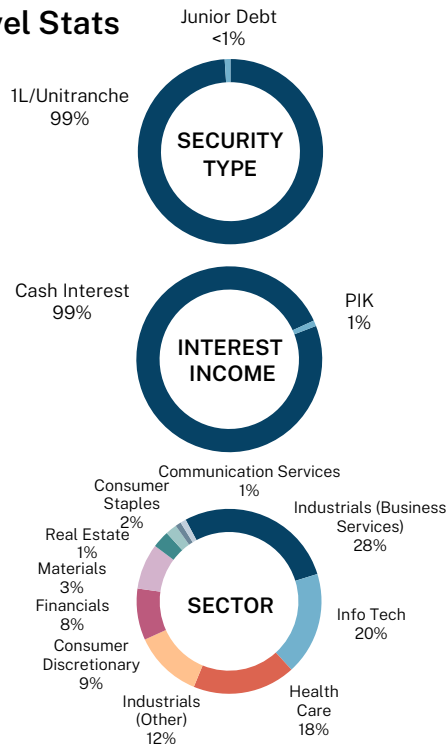 el Stats
Junior Debt
<1%
1L/Unitranche
99%
SECURITY
TYPE
Cash Interest
99%
PIK
1%
INTEREST
INCOME
Communication Services
1%
Consumer
Staples
2%
Industrials (Business
Services)
28%
Real Estate
1%
Materials
3%
Financials
8%
SECTOR
Info Tech
20%
Consumer
Discretionary
9%
Industrials
(Other)
12%
Health
Care
18%